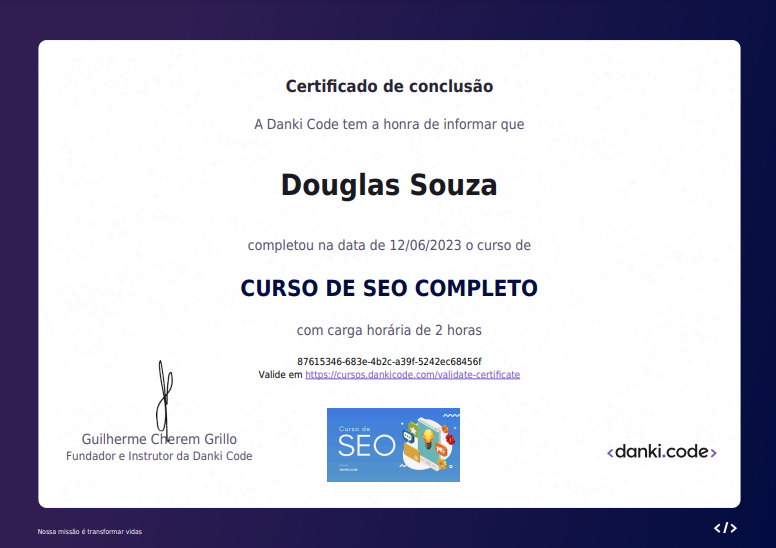 Certificado de conclusão
A Danki Code tem a honra de informar que
Douglas Souza
completou na data de 12/06/2023 o curso de
CURSO DE SEO COMPLETO
com carga horária de 2 horas
87615346-683e-4b2c-a39f-5242ec68456f
Valide em https://cursos.dankicode.com/validate-certificate
Guilherme Cherem Grillo
Fundador e Instrutor da Danki Code
Curso de
SEO
danki.code
<danki.code>
Nossa missão é transformar vidas
</>